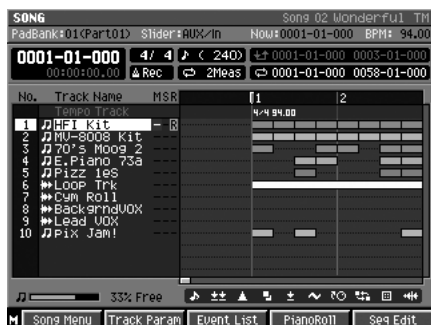 SONG Song 02 Wonderful TM
PadBank:01(Part01) Slider:AUX/In Now:0001-01-000 BPM: 94.00
0001-01-000 4/ 4 ♪ ( 240) 0001-01-000 0003-01-000
00:00:00.00 Rec 2Meas 0001-01-000 0058-01-000
No. Track Name MSR 1 2
Tempo Track 4/4 94.00
1 HFI Kit --R
2 MV-8008 Kit ---
3 70's Moog 2 ---
4 E.Piano 73a ---
5 Pizz 1eS ---
6 Loop Trk ---
7 Cym Roll ---
8 BackgrndVOX ---
9 Lead VOX ---
10 Pix Jam! ---
33% Free
M Song Menu Track Param Event List PianoRoll Seq Edit